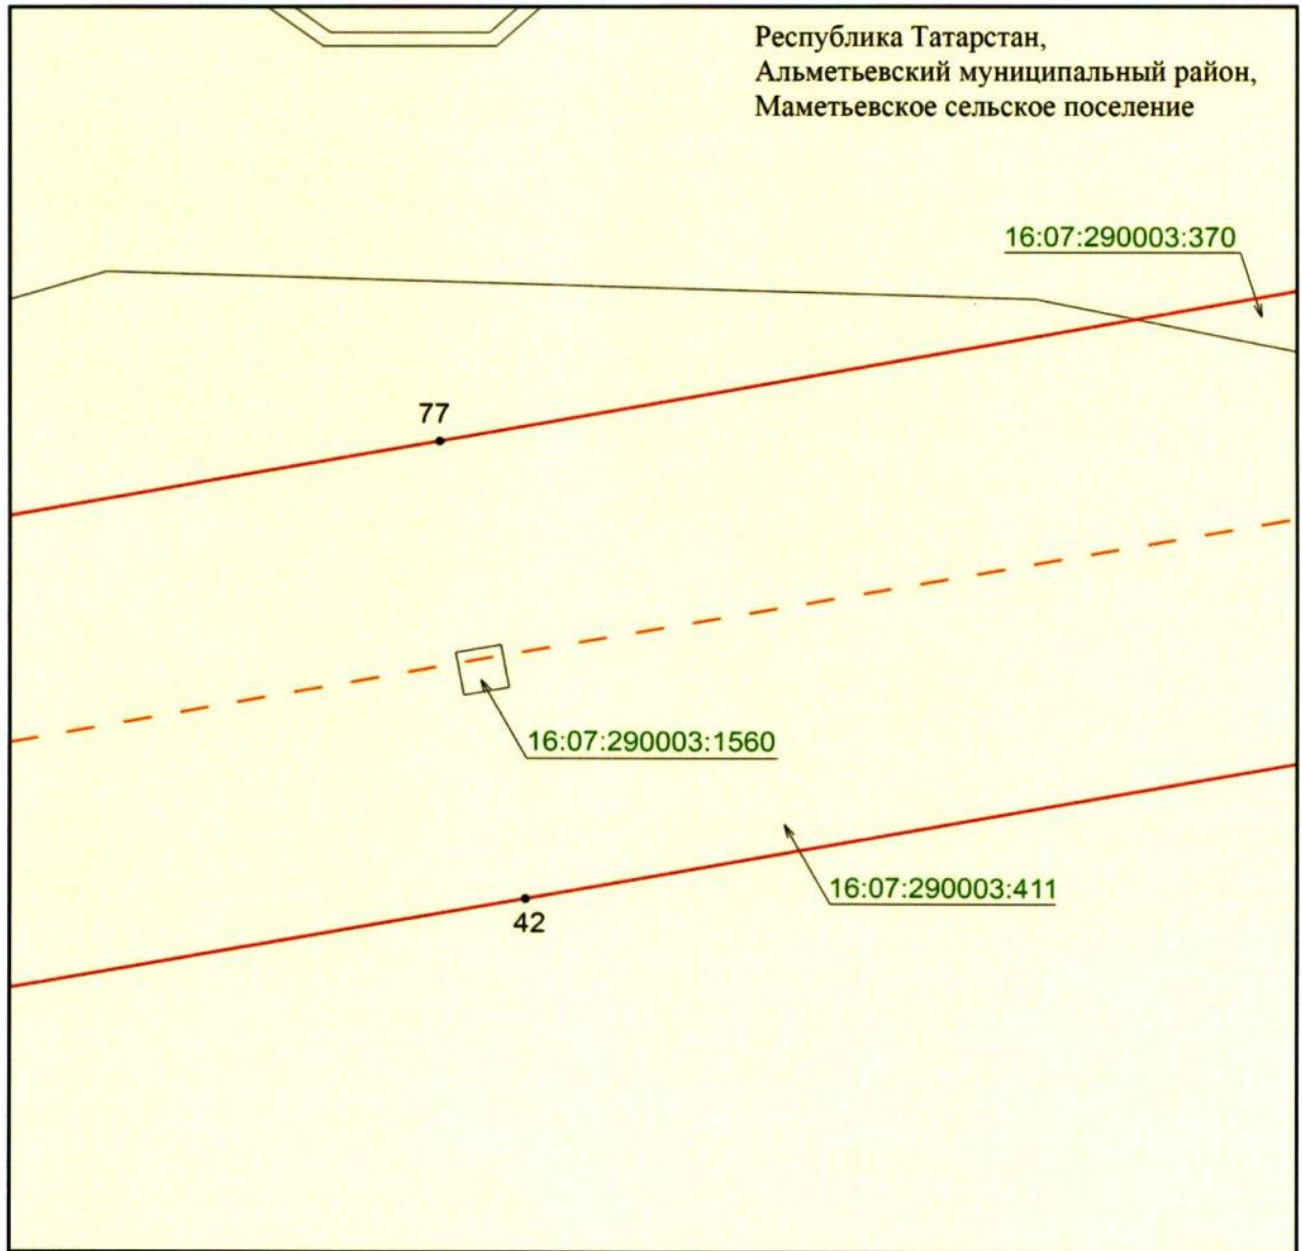 Республика Татарстан,
Альметьевский муниципальный район,
Маметьевское сельское поселение
16:07:290003:370
77
16:07:290003:1560
16:07:290003:411
42